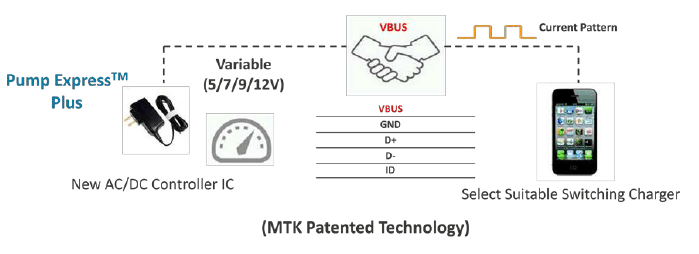 VBUS
Current Pattern
Variable
(5/7/9/12V)
Pump Express™
Plus
VBUS
GND
D+
D-
ID
New AC/DC Controller IC
Select Suitable Switching Charger
(MTK Patented Technology)